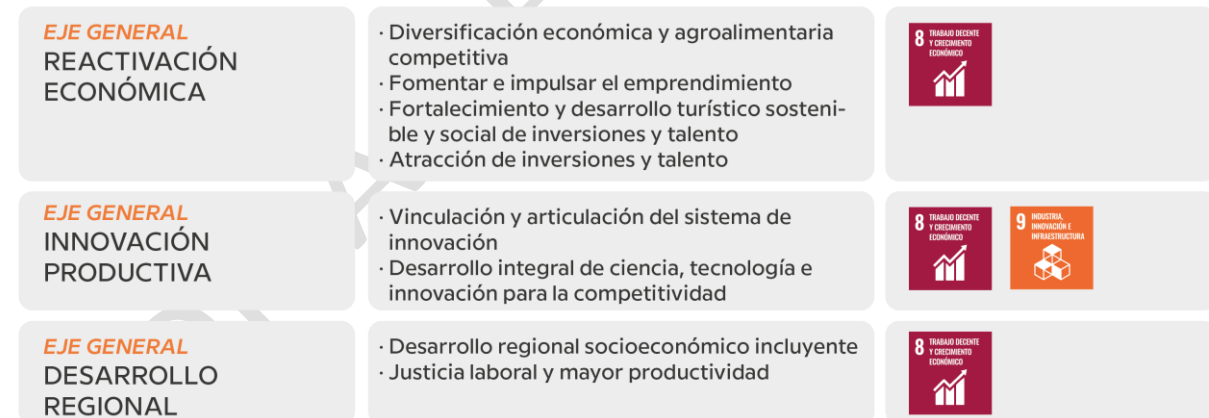 EJE GENERAL
REACTIVACIÓN
ECONÓMICA
· Diversificación económica y agroalimentaria
competitiva
· Fomentar e impulsar el emprendimiento
· Fortalecimiento y desarrollo turístico sosteni-
ble y social de inversiones y talento
· Atracción de inversiones y talento
8 TRABAJO DECENTE
Y CRECIMIENTO
ECONÓMICO
EJE GENERAL
INNOVACIÓN
PRODUCTIVA
· Vinculación y articulación del sistema de
innovación
· Desarrollo integral de ciencia, tecnología e
innovación para la competitividad
8 TRABAJO DECENTE
Y CRECIMIENTO
ECONÓMICO
9 INDUSTRIA,
INNOVACIÓN E
INFRAESTRUCTURA
EJE GENERAL
DESARROLLO
REGIONAL
· Desarrollo regional socioeconómico incluyente
· Justicia laboral y mayor productividad
8 TRABAJO DECENTE
Y CRECIMIENTO
ECONÓMICO